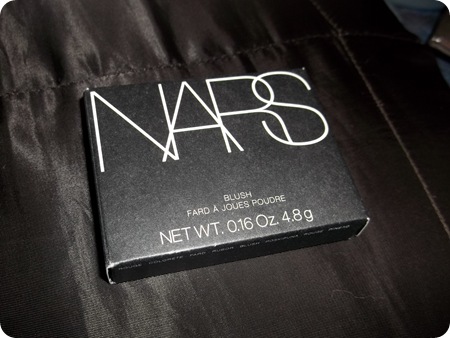 NARS
BLUSH
FARD À JOUES POUDRE
NET WT. 0.16 Oz. 4.8 g